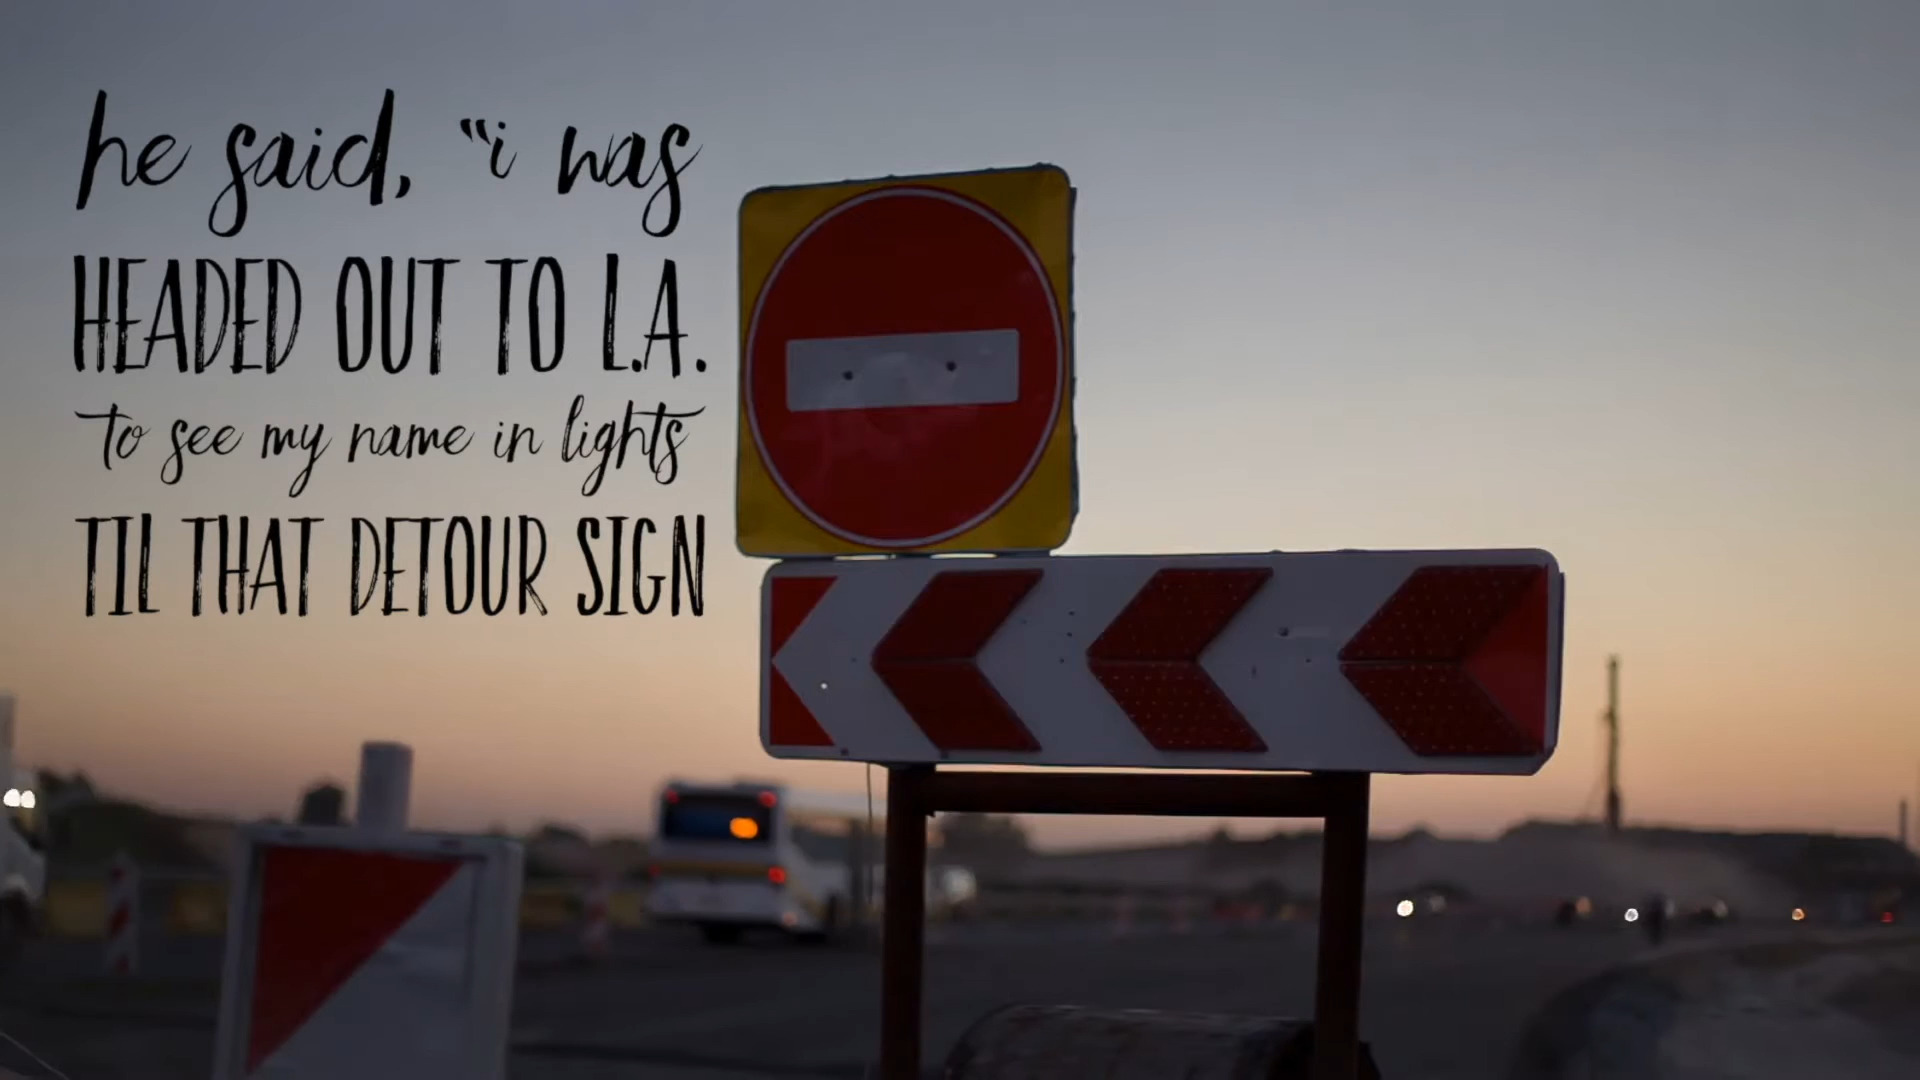 he said, “i was
HEADED OUT TO L.A.
to see my name in lights
TIL THAT DETOUR SIGN